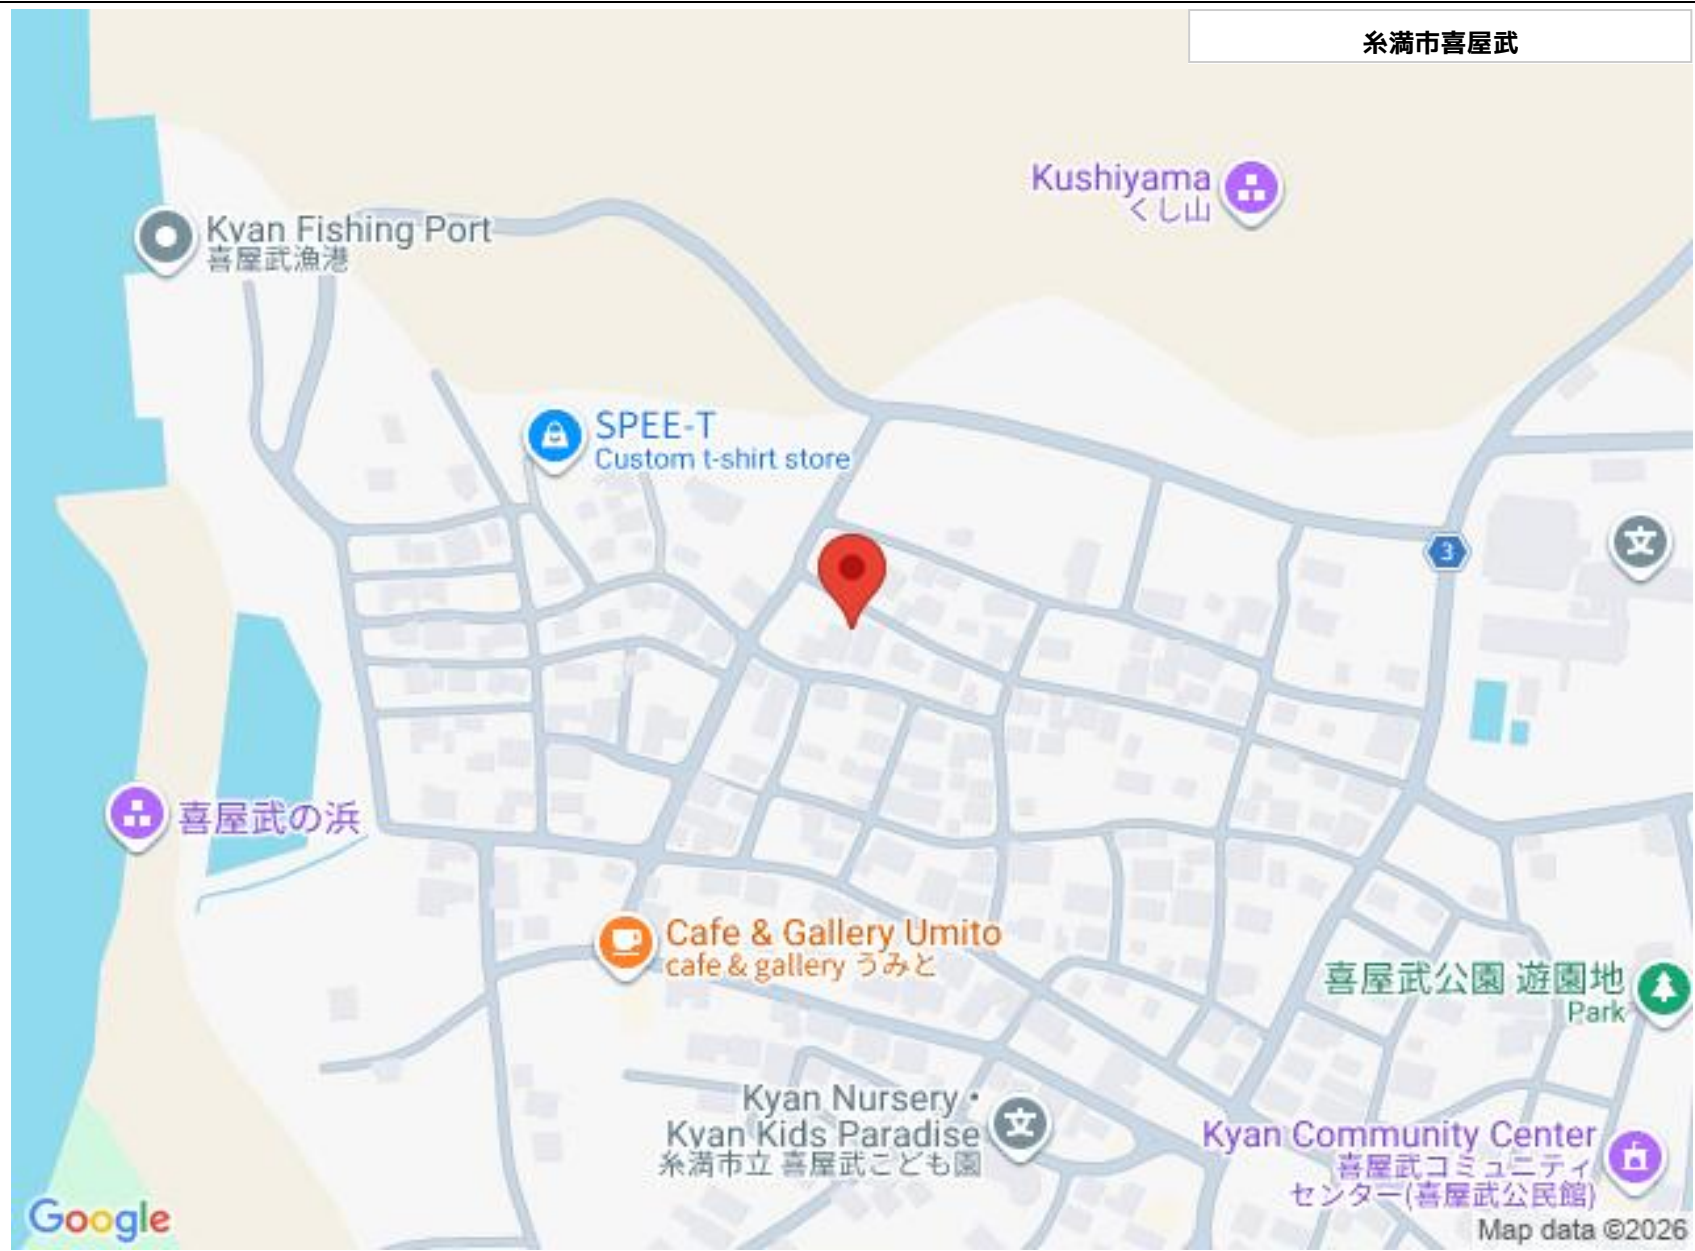 糸満市喜屋武
Kushiyama
くし山
Kyan Fishing Port
喜屋武漁港
SPEE-T
Custom t-shirt store
3
文
喜屋武の浜
Cafe & Gallery Umito
cafe & gallery うみと
喜屋武公園 遊園地
Park
Kyan Nursery・
Kyan Kids Paradise
糸満市立 喜屋武こども園
文
Kyan Community Center
喜屋武コミュニティ
センター(喜屋武公民館)
Google
Map data ©2026